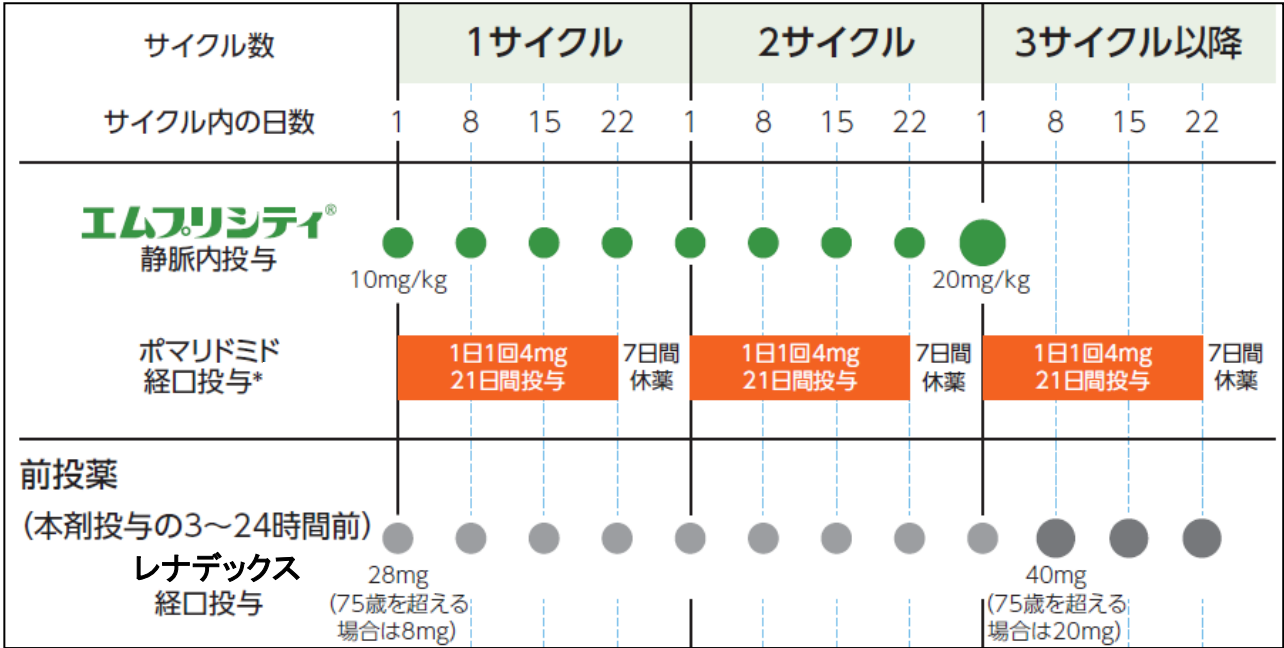 サイクル数 1サイクル 2サイクル 3サイクル以降
サイクル内の日数 1 8 15 22 1 8 15 22 1 8 15 22
エムプリシティ®
静脈内投与
10mg/kg 20mg/kg
ポマリドミド
経口投与*
1日1回4mg
21日間投与
7日間
休薬
1日1回4mg
21日間投与
7日間
休薬
1日1回4mg
21日間投与
7日間
休薬
前投薬
(本剤投与の3~24時間前)
レナデックス
経口投与
28mg
(75歳を超える
場合は8mg)
40mg
(75歳を超える
場合は20mg)